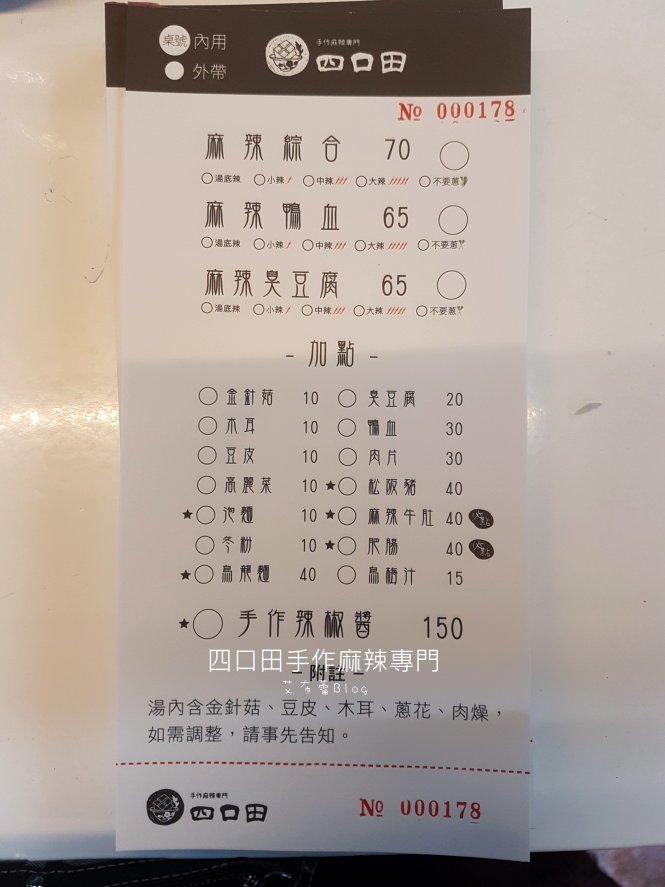 桌號 內用
外帶
手作麻辣專門
四口田
No 000178
麻辣綜合 70
湯底辣 小辣 中辣 大辣 不要蔥
麻辣鴨血 65
湯底辣 小辣 中辣 大辣 不要蔥
麻辣臭豆腐 65
湯底辣 小辣 中辣 大辣 不要蔥
- 加點 -
金針菇 10 臭豆腐 20
木耳 10 鴨血 30
豆皮 10 肉片 30
高麗菜 10 ★ 松阪豬 40
★ 泡麵 10 ★ 麻辣牛肚 40 必點
冬粉 10 ★ 肥腸 40 必點
★ 烏龍麵 40 烏梅汁 15
★ 手作辣椒醬 150
四口田手作麻辣專門
- 附註 -
艾布雷Blog
湯內含金針菇、豆皮、木耳、蔥花、肉燥，
如需調整，請事先告知。
手作麻辣專門
四口田
No 000178